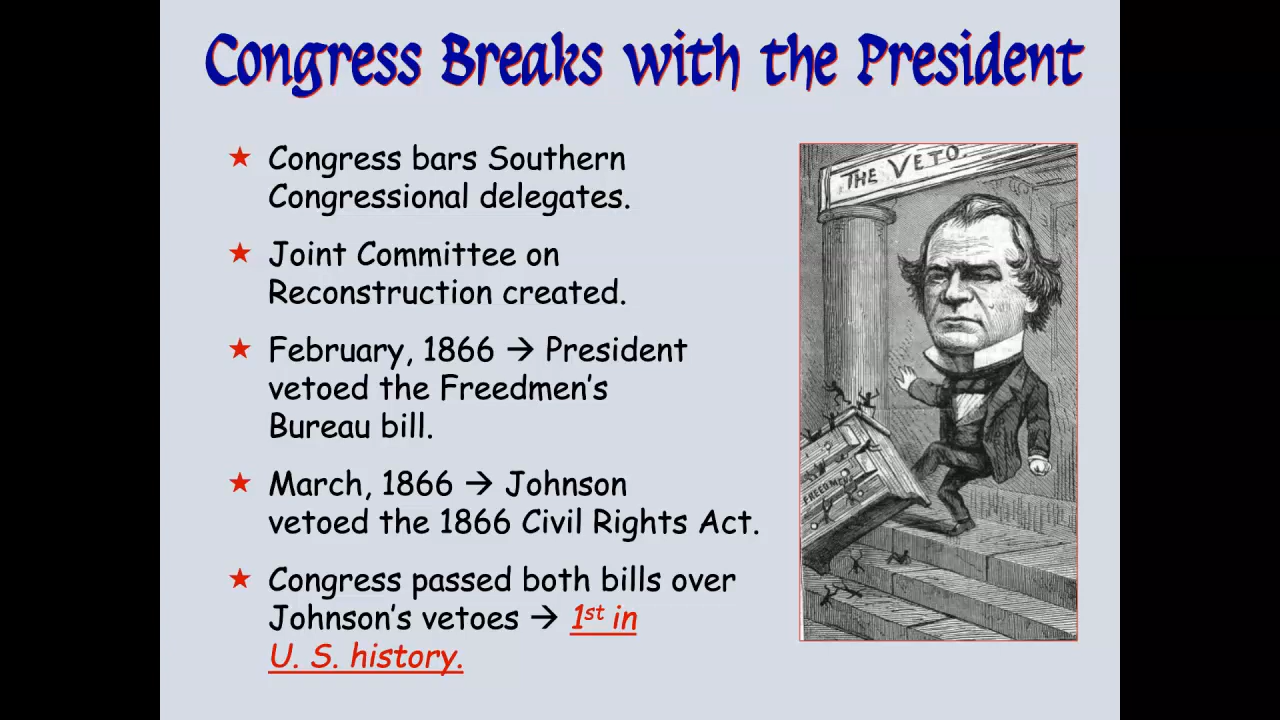 Congress Breaks with the President
★ Congress bars Southern
Congressional delegates.
★ Joint Committee on
Reconstruction created.
★ February, 1866 → President
vetoed the Freedmen’s
Bureau bill.
★ March, 1866 → Johnson
vetoed the 1866 Civil Rights Act.
★ Congress passed both bills over
Johnson’s vetoes → 1st in
U. S. history.
THE VETO.
FREEDMEN